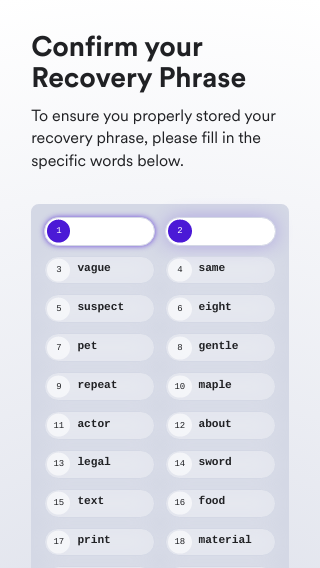 Confirm your
Recovery Phrase
To ensure you properly stored your
recovery phrase, please fill in the
specific words below.
1 2
3 vague 4 same
5 suspect 6 eight
7 pet 8 gentle
9 repeat 10 maple
11 actor 12 about
13 legal 14 sword
15 text 16 food
17 print 18 material